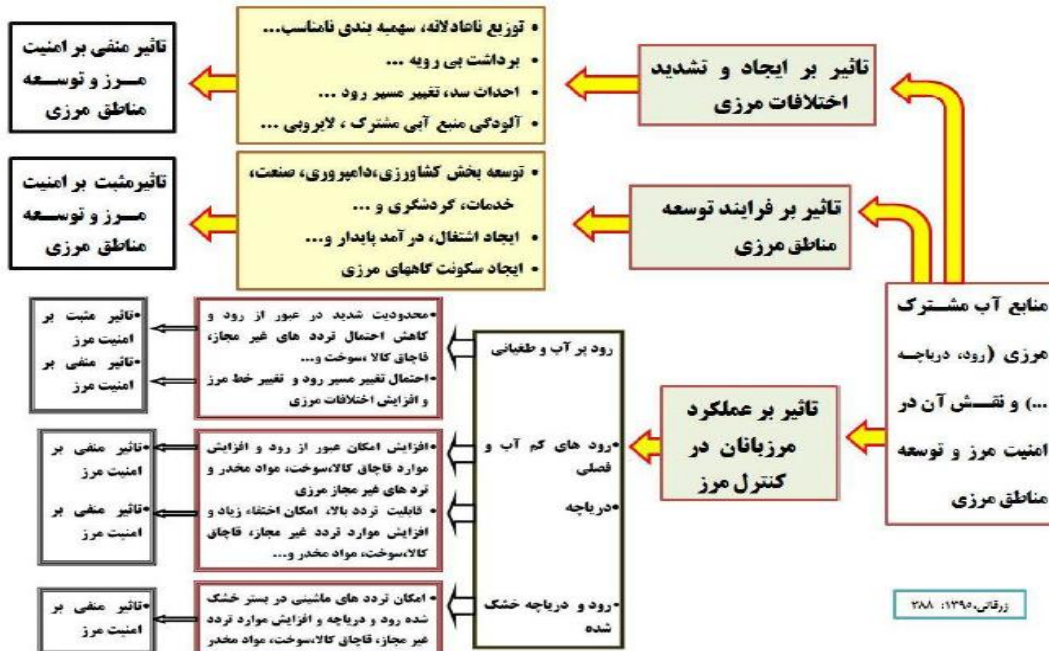 منابع آب مشترک
مرزی (رود، دریاچه
...) و نقش آن در
امنیت مرز و توسعه
مناطق مرزی
تاثیر بر ایجاد و تشدید
اختلافات مرزی
• توزیع ناعادلانه، سهمیه بندی نامناسب...
• برداشت بی رویه ...
• احداث سد، تغییر مسیر رود ...
• آلودگی منبع آبی مشترک ، لایروبی ...
تاثیر منفی بر امنیت
مرز و توسعه
مناطق مرزی
تاثیر بر فرایند توسعه
مناطق مرزی
• توسعه بخش کشاورزی،دامپروری، صنعت،
خدمات، گردشگری و ...
• ایجاد اشتغال، در آمد پایدار و...
• ایجاد سکونت گاههای مرزی
تاثیرمثبت بر امنیت
مرز و توسعه
مناطق مرزی
تاثیر بر عملکرد
مرزبانان در
کنترل مرز
رود پر آب و طغیانی
•رود های کم آب و
فصلی
•دریاچه
•رود و دریاچه خشک
شده
•محدودیت شدید در عبور از رود و
کاهش احتمال تردد های غیر مجاز،
قاچاق کالا ،سوخت و...
•احتمال تغییر مسیر رود و تغییر خط مرز
و افزایش اختلافات مرزی
•تاثیر مثبت بر
امنیت مرز
•تاثیر منفی بر
امنیت مرز
•افزایش امکان عبور از رود و افزایش
موارد قاچاق کالا،سوخت، مواد مخدر و
ترد های غیر مجاز مرزی
• قابلیت تردد بالا، امکان اختفاء زیاد و
افزایش موارد تردد غیر مجاز، قاچاق
کالا،سوخت، مواد مخدر و...
•تاثیر منفی بر
امنیت مرز
•تاثیر منفی بر
امنیت مرز
• امکان تردد های ماشینی در بستر خشک
شده رود و دریاچه و افزایش موارد تردد
غیر مجاز، قاچاق کالا،سوخت، مواد مخدر
•تاثیر منفی بر
امنیت مرز
زرقانی،۱۳۹۵: ۳۸۸